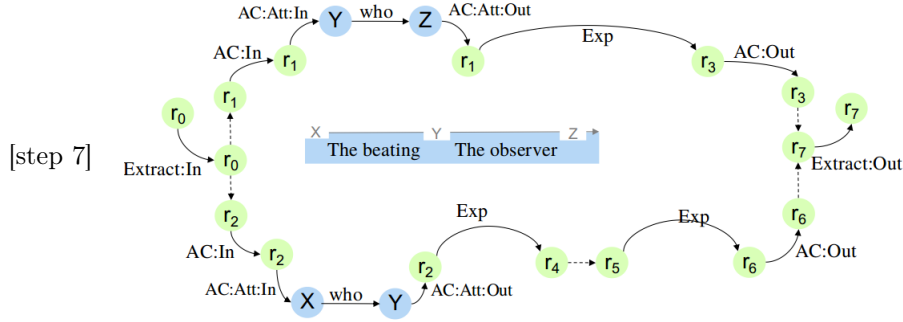 AC:Att:In Y who Z AC:Att:Out
Exp
AC:In r1 r1 r3 AC:Out
r1 r3
r0 r7
X Y Z
[step 7] r0 The beating The observer r7
Extract:In Extract:Out
r2 Exp Exp r6
AC:In r2 r2 r4 r5 r6 AC:Out
AC:Att:In X who Y AC:Att:Out